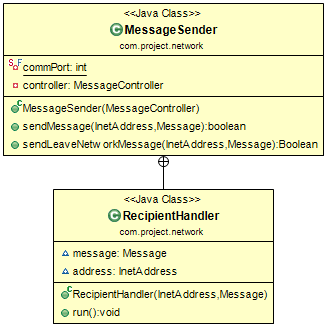 <<Java Class>>
MessageSender
com.project.network
commPort: int
controller: MessageController
MessageSender(MessageController)
sendMessage(InetAddress,Message):boolean
sendLeaveNetworkMessage(InetAddress,Message):Boolean
<<Java Class>>
RecipientHandler
com.project.network
message: Message
address: InetAddress
RecipientHandler(InetAddress,Message)
run():void